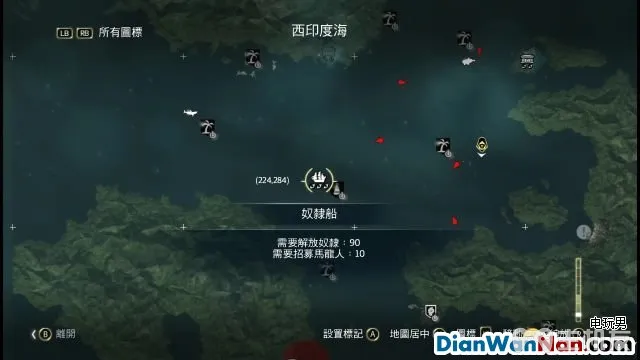 LB RB 所有圖標
西印度海
(224,284)
奴隸船
需要解放奴隸：90
需要招募馬龍人：10
B 離開
設置標記 A
地圖居中
圖標
电玩男
DianWanNan.com